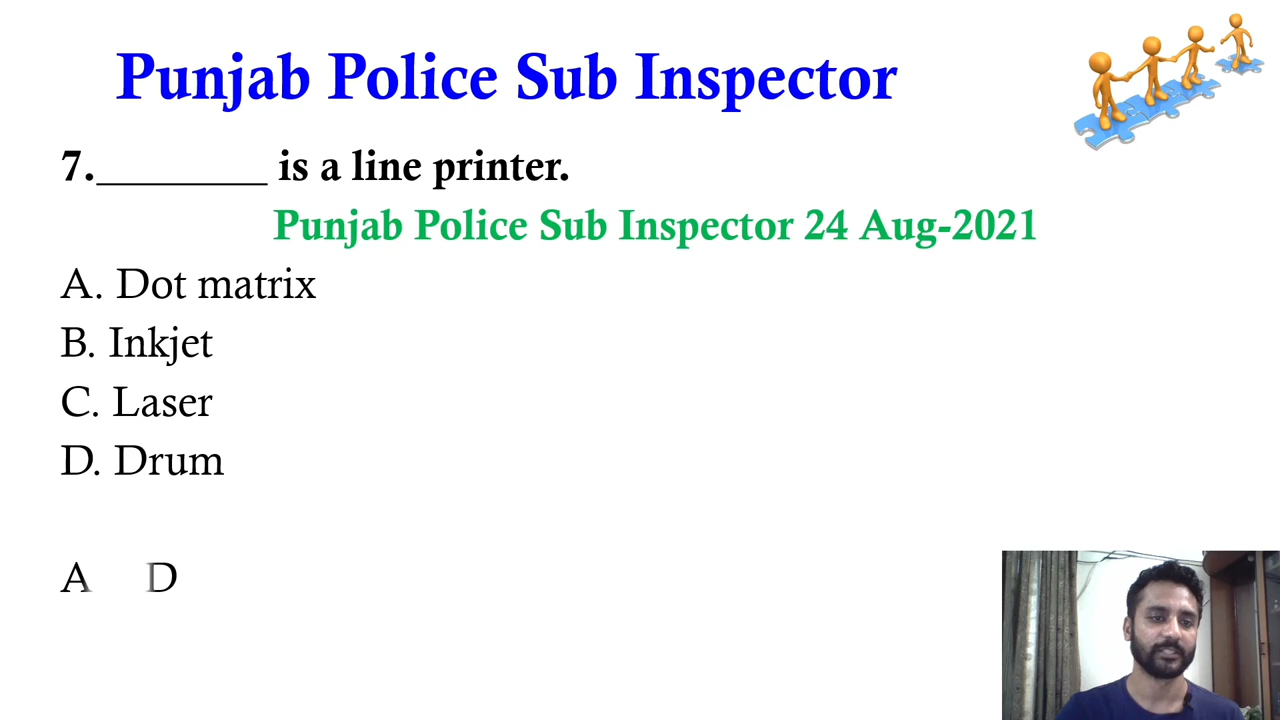 Punjab Police Sub Inspector
7.________ is a line printer.
Punjab Police Sub Inspector 24 Aug-2021
A. Dot matrix
B. Inkjet
C. Laser
D. Drum
A D